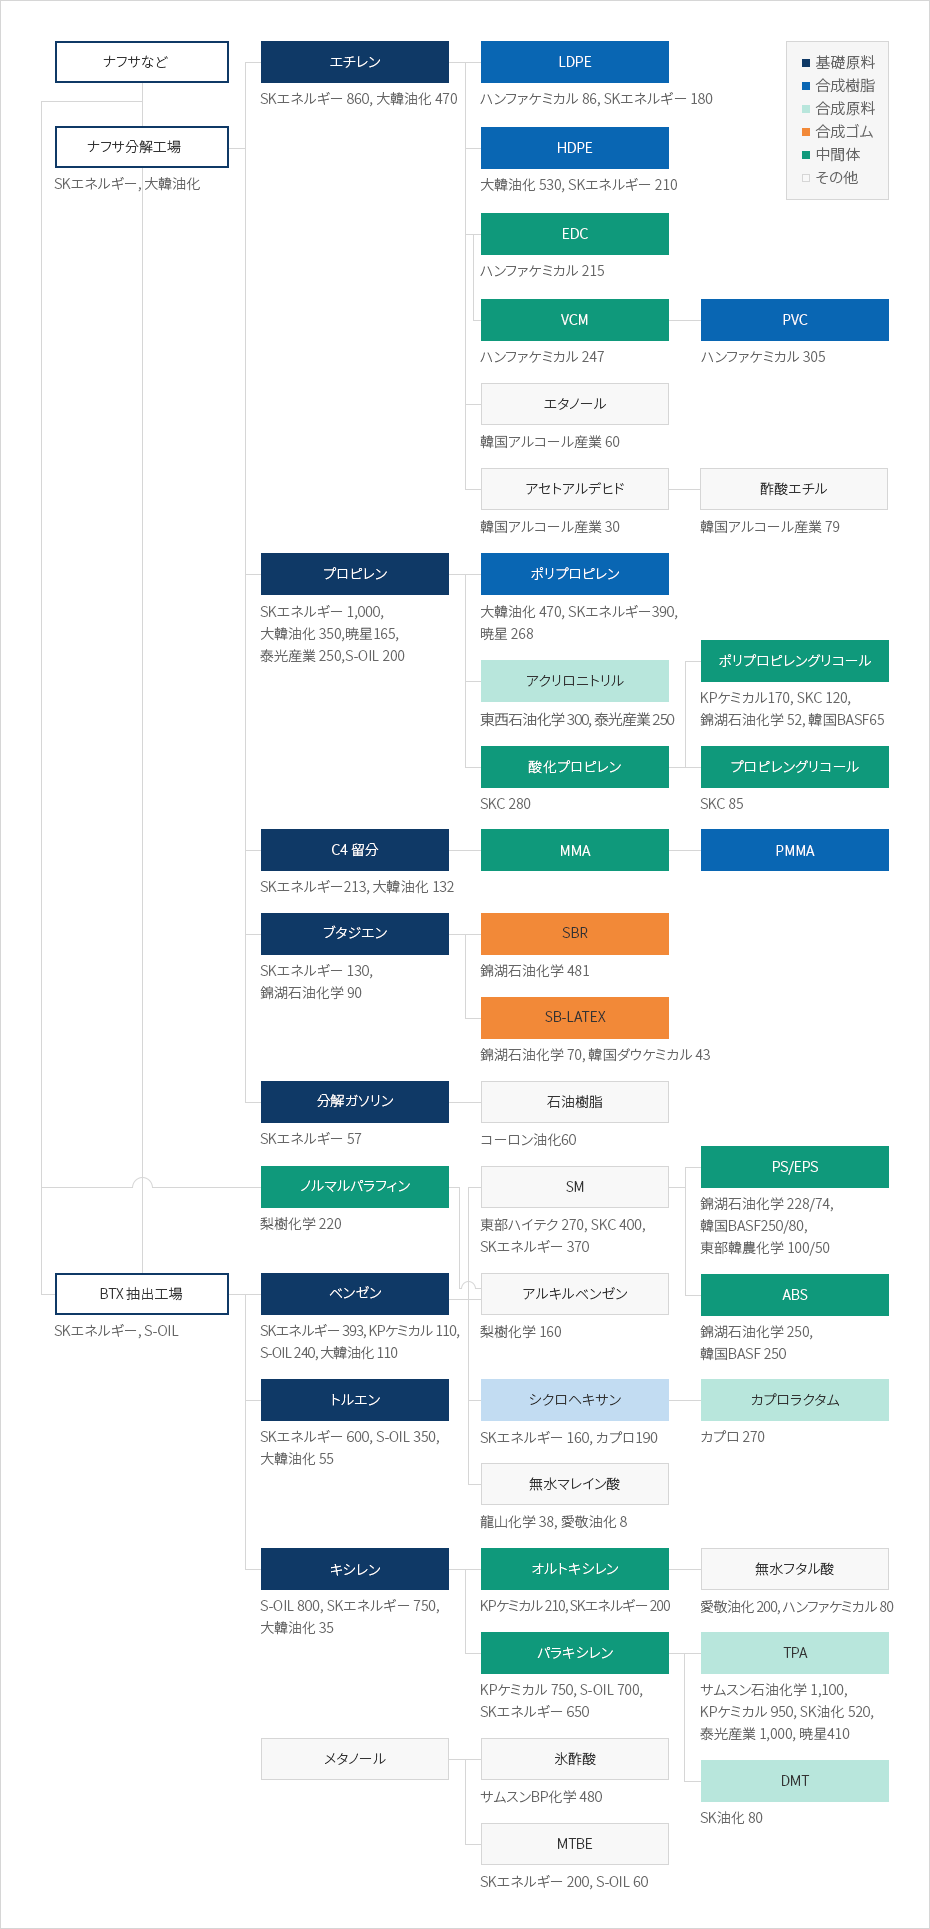 ナフサなど
ナフサ分解工場
SKエネルギー, 大韓油化
エチレン
SKエネルギー 860, 大韓油化 470
LDPE
ハンファケミカル 86, SKエネルギー 180
HDPE
大韓油化 530, SKエネルギー 210
EDC
ハンファケミカル 215
VCM
ハンファケミカル 247
PVC
ハンファケミカル 305
エタノール
韓国アルコール産業 60
アセトアルデヒド
韓国アルコール産業 30
酢酸エチル
韓国アルコール産業 79
基礎原料
合成樹脂
合成原料
合成ゴム
中間体
その他
プロピレン
SKエネルギー 1,000,
大韓油化 350,暁星165,
泰光産業 250,S-OIL 200
ポリプロピレン
大韓油化 470, SKエネルギー390,
暁星 268
アクリロニトリル
東西石油化学 300, 泰光産業 250
酸化プロピレン
SKC 280
ポリプロピレングリコール
KPケミカル170, SKC 120,
錦湖石油化学 52, 韓国BASF65
プロピレングリコール
SKC 85
C4 留分
SKエネルギー213, 大韓油化 132
MMA
PMMA
ブタジエン
SKエネルギー 130,
錦湖石油化学 90
SBR
錦湖石油化学 481
SB-LATEX
錦湖石油化学 70, 韓国ダウケミカル 43
分解ガソリン
SKエネルギー 57
石油樹脂
コーロン油化60
ノルマルパラフィン
梨樹化学 220
SM
東部ハイテク 270, SKC 400,
SKエネルギー 370
PS/EPS
錦湖石油化学 228/74,
韓国BASF250/80,
東部韓農化学 100/50
BTX 抽出工場
SKエネルギー, S-OIL
ベンゼン
SKエネルギー 393, KPケミカル 110,
S-OIL 240, 大韓油化 110
アルキルベンゼン
梨樹化学 160
ABS
錦湖石油化学 250,
韓国BASF 250
トルエン
SKエネルギー 600, S-OIL 350,
大韓油化 55
シクロヘキサン
SKエネルギー 160, カプロ190
カプロラクタム
カプロ 270
無水マレイン酸
龍山化学 38, 愛敬油化 8
キシレン
S-OIL 800, SKエネルギー 750,
大韓油化 35
オルトキシレン
KPケミカル 210, SKエネルギー 200
無水フタル酸
愛敬油化 200, ハンファケミカル 80
パラキシレン
KPケミカル 750, S-OIL 700,
SKエネルギー 650
TPA
サムスン石油化学 1,100,
KPケミカル 950, SK油化 520,
泰光産業 1,000, 暁星410
DMT
SK油化 80
メタノール
氷酢酸
サムスンBP化学 480
MTBE
SKエネルギー 200, S-OIL 60